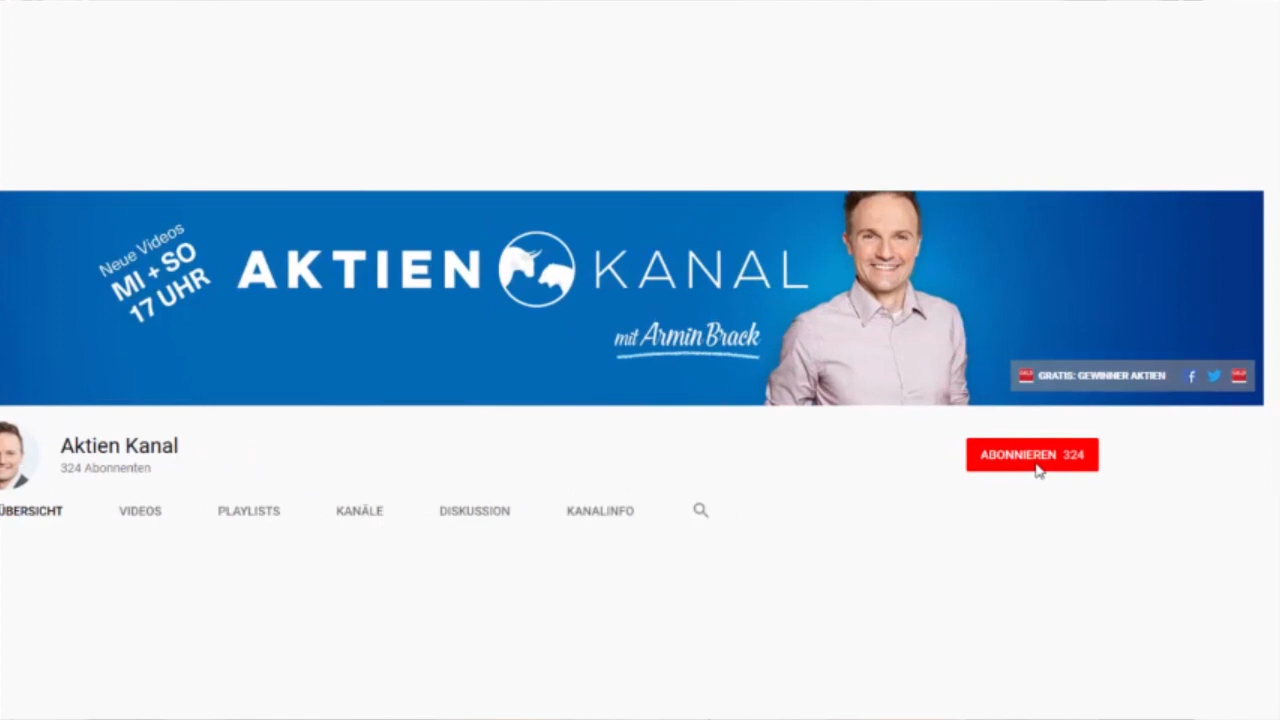 Neue Videos
MI + SO
17 UHR
AKTIEN KANAL
mit Armin Brack
GRATIS: GEWINNER AKTIEN
Aktien Kanal
324 Abonnenten
ABONNIEREN 324
ÜBERSICHT VIDEOS PLAYLISTS KANÄLE DISKUSSION KANALINFO